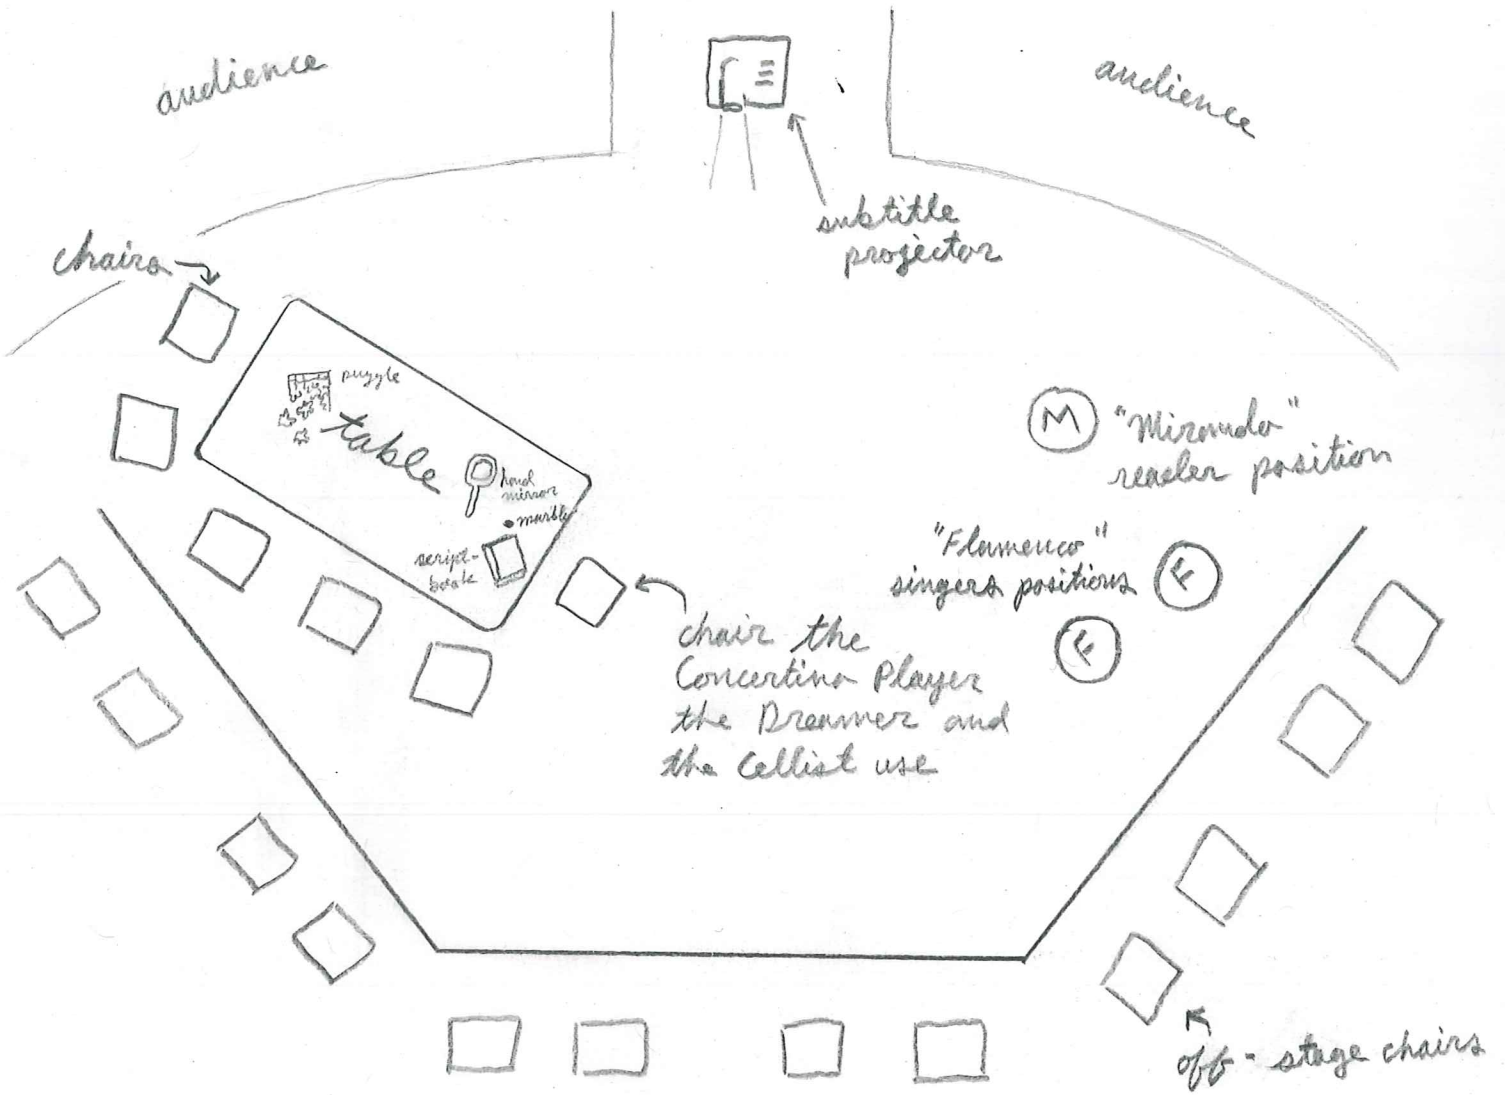 audience
audience
subtitle
projector
chairs
puzzle
table
hand
mirror
marble
script-
book
M
"Miranda"
reader position
"Flamenco"
singers positions
F
F
chair the
Concertina Player
the Dreamer and
the Cellist use
off-stage chairs